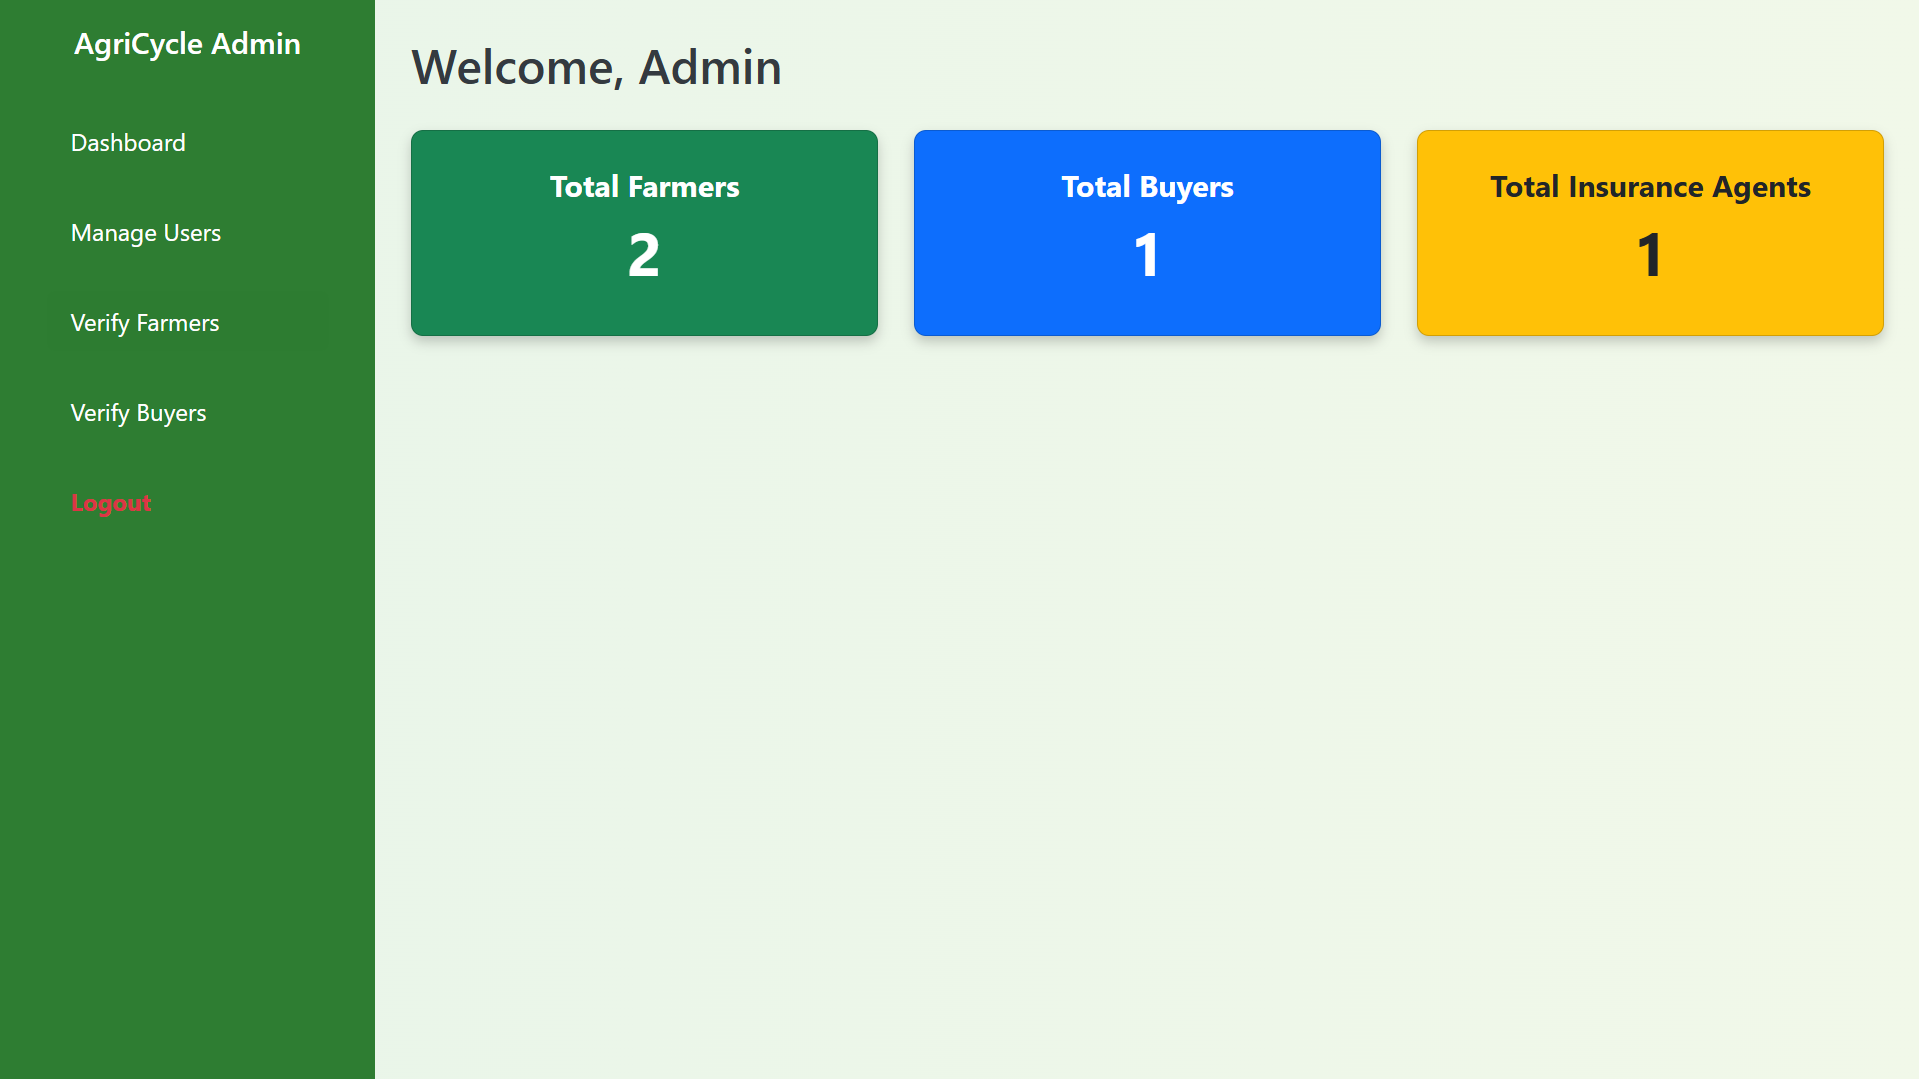 AgriCycle Admin
Dashboard
Manage Users
Verify Farmers
Verify Buyers
Logout
Welcome, Admin
Total Farmers
2
Total Buyers
1
Total Insurance Agents
1